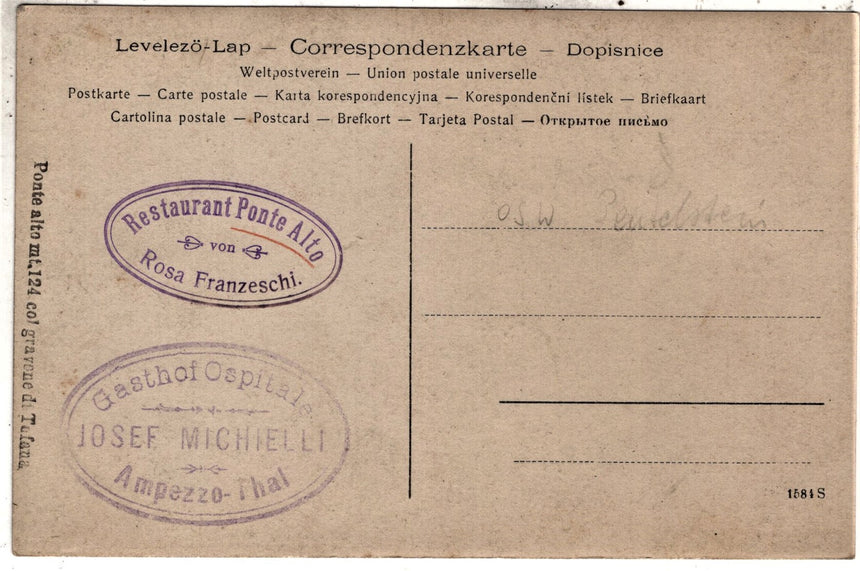 Levelezö-Lap — Correspondenzkarte — Dopisnice
Weltpostverein — Union postale universelle
Postkarte — Carte postale — Karta korespondencyjna — Korespondenční lístek — Briefkaart
Cartolina postale — Postcard — Brefkort — Tarjeta Postal — Открытое письмо
Ponte alto mt. 124 col gravone di Tofana
Restaurant Ponte Alto
von
Rosa Franzeschi.
Gasthof Ospitale
JOSEF MICHIELLI
Ampezzo-Thal
1584 S